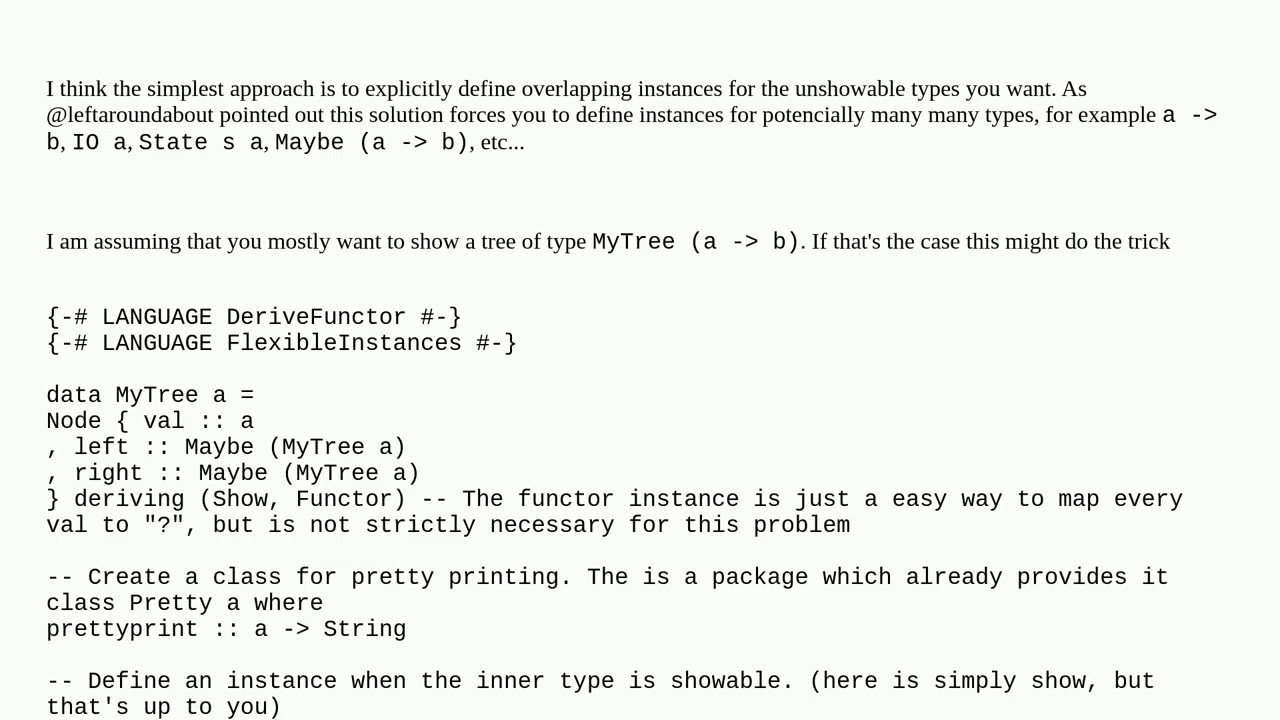 I think the simplest approach is to explicitly define overlapping instances for the unshowable types you want. As
@leftaroundabout pointed out this solution forces you to define instances for potencially many many types, for example a ->
b, IO a, State s a, Maybe (a -> b), etc...
I am assuming that you mostly want to show a tree of type MyTree (a -> b). If that's the case this might do the trick
{-# LANGUAGE DeriveFunctor #-}
{-# LANGUAGE FlexibleInstances #-}
data MyTree a =
Node { val :: a
, left :: Maybe (MyTree a)
, right :: Maybe (MyTree a)
} deriving (Show, Functor) -- The functor instance is just a easy way to map every
val to "?", but is not strictly necessary for this problem
-- Create a class for pretty printing. The is a package which already provides it
class Pretty a where
prettyprint :: a -> String
-- Define an instance when the inner type is showable. (here is simply show, but
that's up to you)